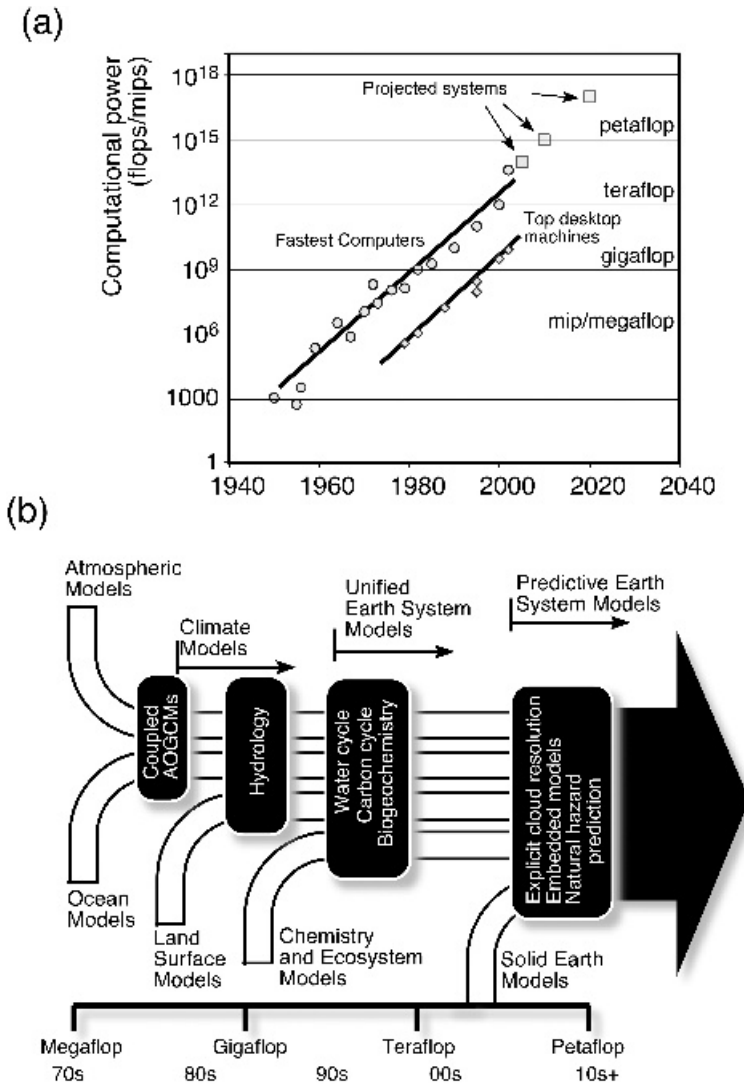 (a)
Computational power
(flops/mips)
10^18
10^15
10^12
10^9
10^6
1000
1
1940
1960
1980
2000
2020
2040
Projected systems
petaflop
teraflop
Fastest Computers
Top desktop
machines
gigaflop
mip/megaflop
(b)
Atmospheric
Models
Climate
Models
Unified
Earth System
Models
Predictive Earth
System Models
Coupled
AOGCMs
Hydrology
Water cycle
Carbon cycle
Biogeochemistry
Explicit cloud resolution
Embedded models
Natural hazard
prediction
Ocean
Models
Land
Surface
Models
Chemistry
and Ecosystem
Models
Solid Earth
Models
Megaflop
Gigaflop
Teraflop
Petaflop
70s
80s
90s
00s
10s+